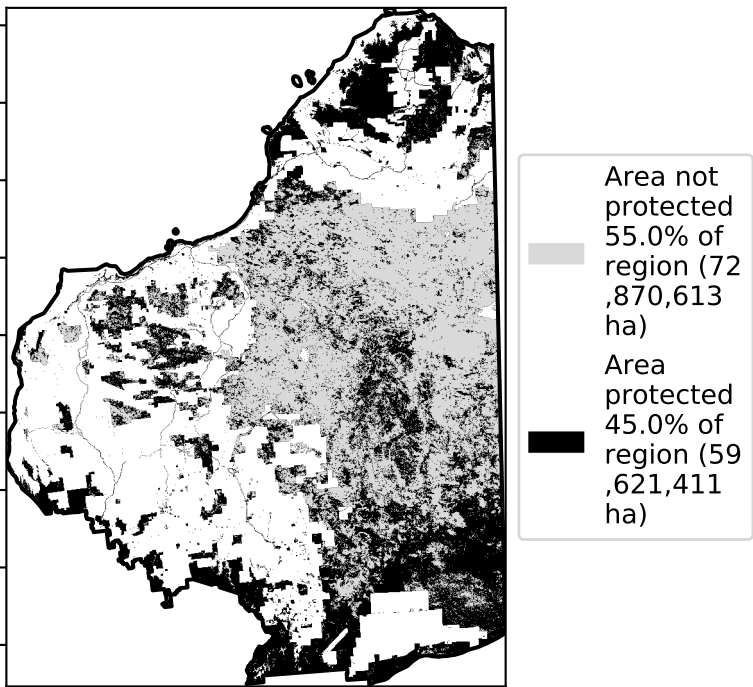 Area not
protected
55.0% of
region (72
,870,613
ha)
Area
protected
45.0% of
region (59
,621,411
ha)